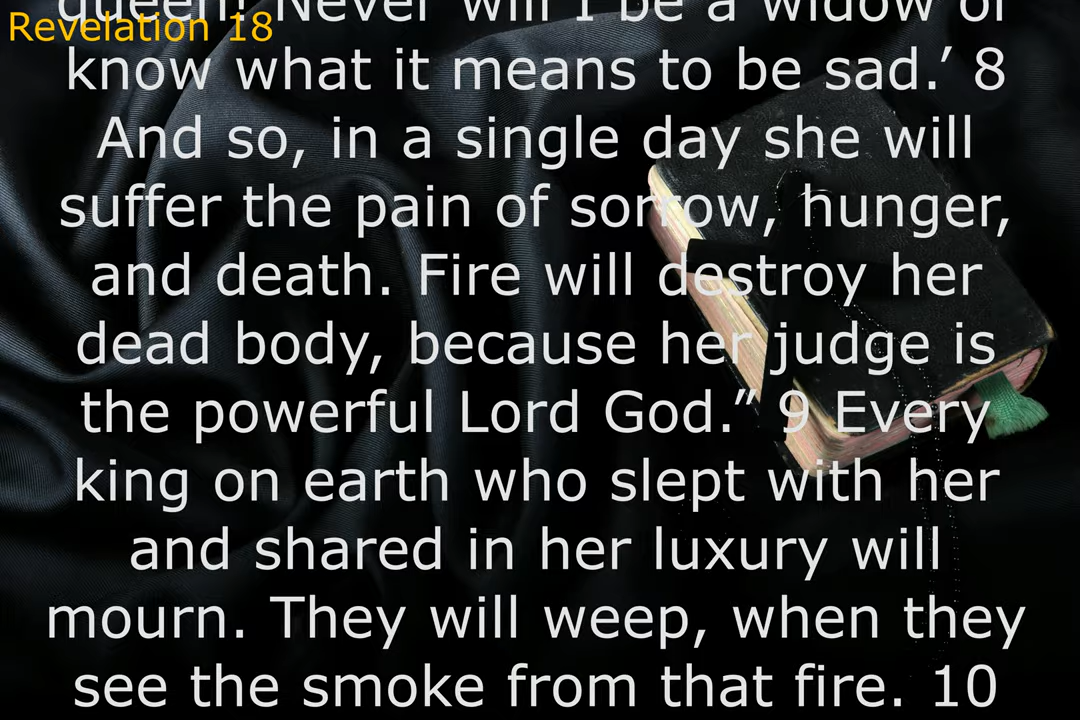 queen! Never will I be a widow or
Revelation 18
know what it means to be sad.’ 8
And so, in a single day she will
suffer the pain of sorrow, hunger,
and death. Fire will destroy her
dead body, because her judge is
the powerful Lord God.” 9 Every
king on earth who slept with her
and shared in her luxury will
mourn. They will weep, when they
see the smoke from that fire. 10